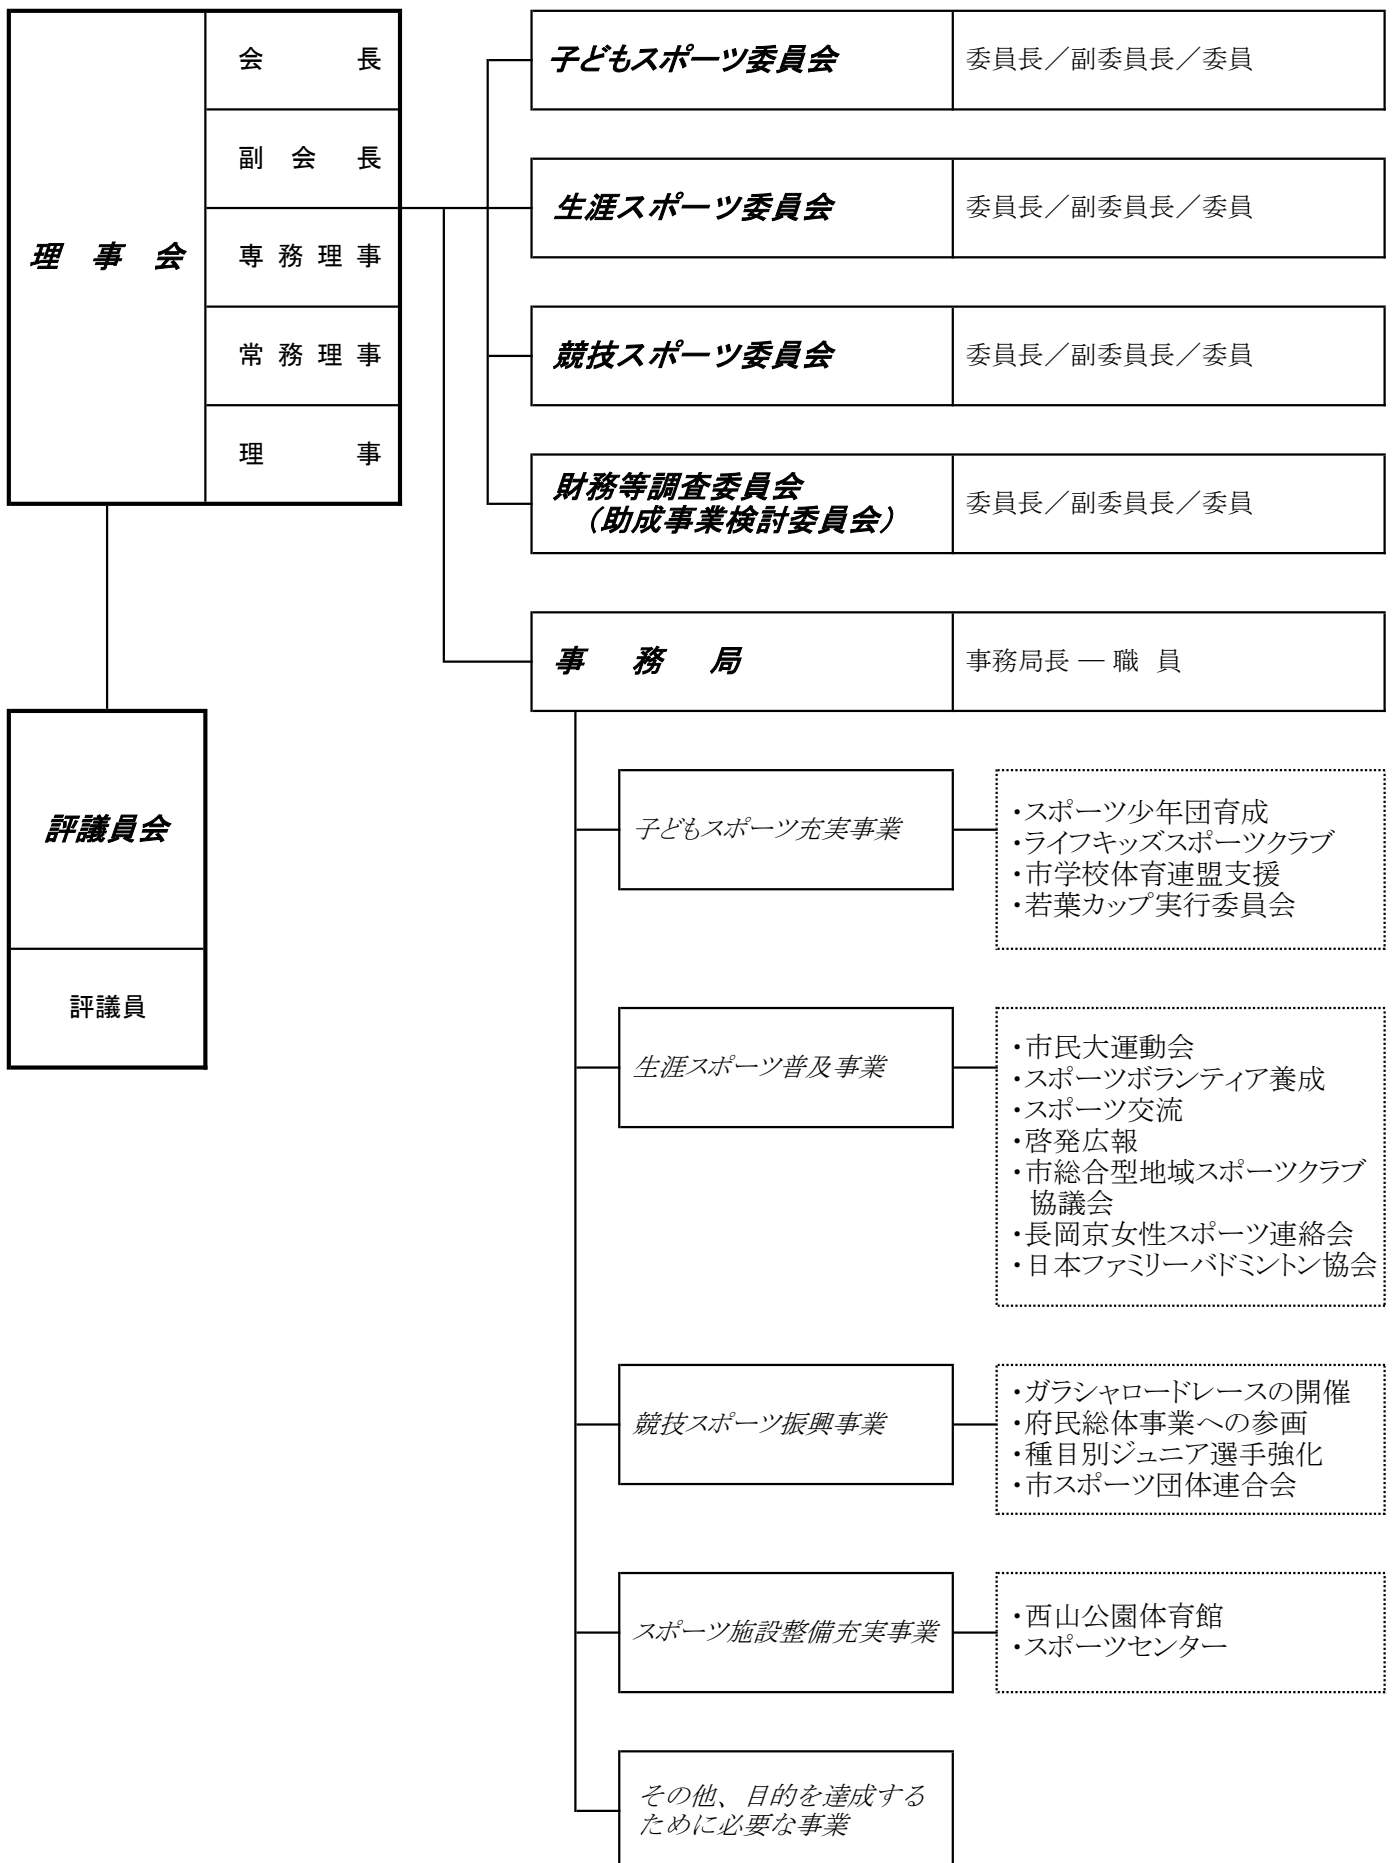 理 事 会
会 長
副 会 長
専 務 理 事
常 務 理 事
理 事
子どもスポーツ委員会
委員長／副委員長／委員
生涯スポーツ委員会
委員長／副委員長／委員
競技スポーツ委員会
委員長／副委員長／委員
財務等調査委員会
（助成事業検討委員会）
委員長／副委員長／委員
事 務 局
事務局長 ― 職 員
評議員会
評議員
子どもスポーツ充実事業
・スポーツ少年団育成
・ライフキッズスポーツクラブ
・市学校体育連盟支援
・若葉カップ実行委員会
生涯スポーツ普及事業
・市民大運動会
・スポーツボランティア養成
・スポーツ交流
・啓発広報
・市総合型地域スポーツクラブ
協議会
・長岡京女性スポーツ連絡会
・日本ファミリーバドミントン協会
競技スポーツ振興事業
・ガラシャロードレースの開催
・府民総体事業への参画
・種目別ジュニア選手強化
・市スポーツ団体連合会
スポーツ施設整備充実事業
・西山公園体育館
・スポーツセンター
その他、目的を達成する
ために必要な事業